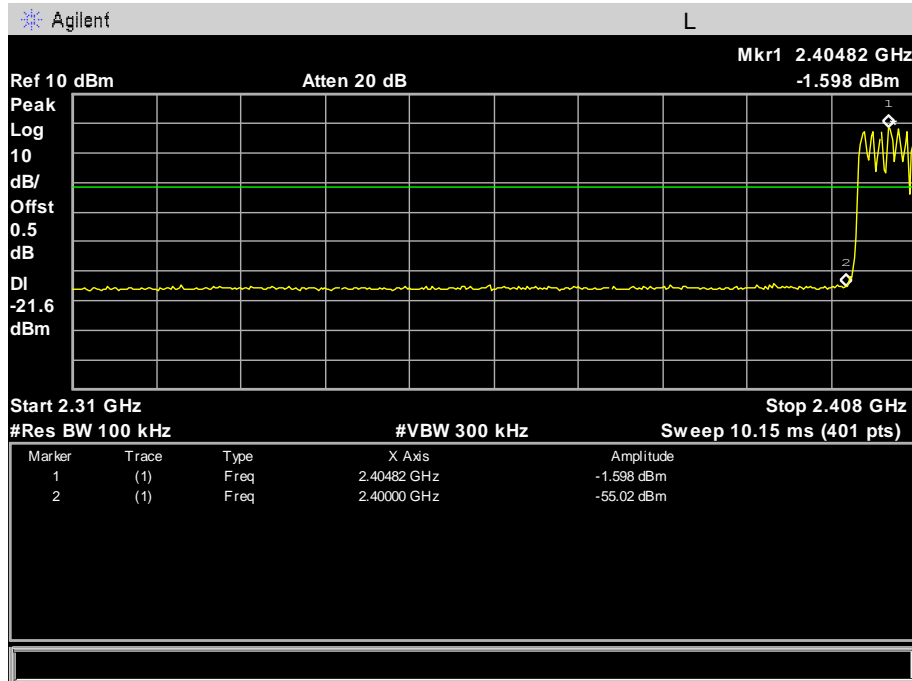 Agilent L
Mkr1 2.40482 GHz
Ref 10 dBm Atten 20 dB -1.598 dBm
Peak
Log
10
dB/
Offst
0.5
dB
DI
-21.6
dBm
1
2
Start 2.31 GHz Stop 2.408 GHz
#Res BW 100 kHz #VBW 300 kHz Sweep 10.15 ms (401 pts)
Marker Trace Type X Axis Amplitude
1 (1) Freq 2.40482 GHz -1.598 dBm
2 (1) Freq 2.40000 GHz -55.02 dBm